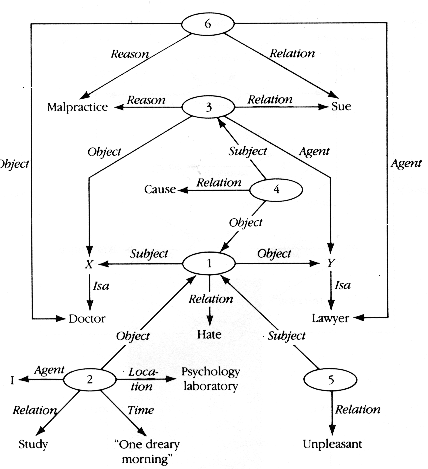 6
Reason
Relation
Malpractice
Reason
3
Relation
Sue
Object
Object
Subject
Agent
Agent
Cause
Relation
4
Object
X
Subject
1
Object
Y
Isa
Relation
Isa
Doctor
Hate
Lawyer
Object
Subject
I
Agent
2
Loca-
tion
Psychology
laboratory
5
Relation
Time
Relation
Study
"One dreary
morning"
Unpleasant